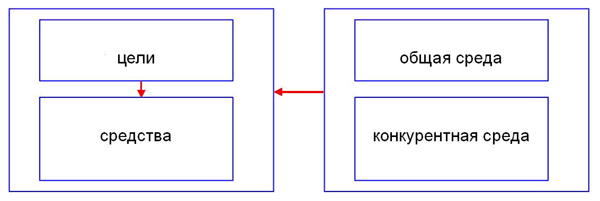 цели
средства
общая среда
конкурентная среда